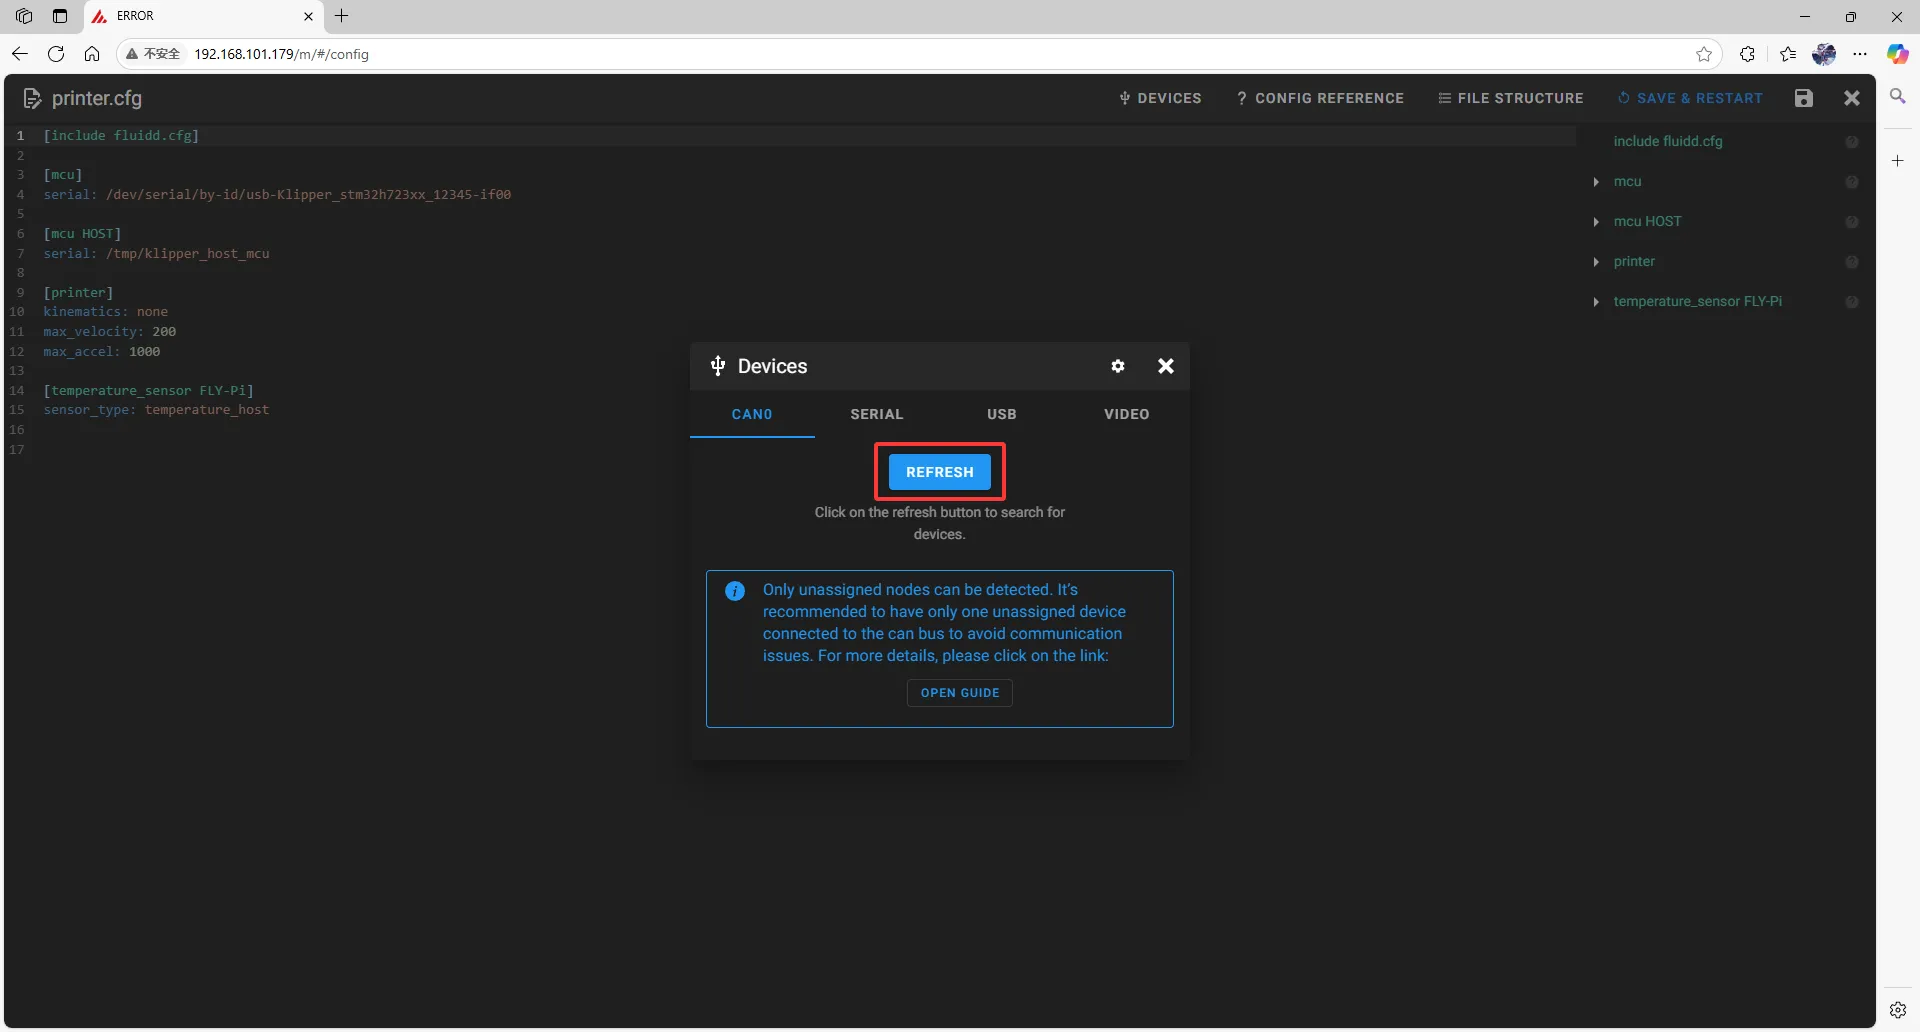 ERROR
不安全
192.168.101.179/m/#/config
printer.cfg
DEVICES
? CONFIG REFERENCE
FILE STRUCTURE
SAVE & RESTART
1 [include fluidd.cfg]
2
3 [mcu]
4 serial: /dev/serial/by-id/usb-Klipper_stm32h723xx_12345-if00
5
6 [mcu HOST]
7 serial: /tmp/klipper_host_mcu
8
9 [printer]
10 kinematics: none
11 max_velocity: 200
12 max_accel: 1000
13
14 [temperature_sensor FLY-Pi]
15 sensor_type: temperature_host
16
17
include fluidd.cfg
mcu
mcu HOST
printer
temperature_sensor FLY-Pi
Devices
CAN0
SERIAL
USB
VIDEO
REFRESH
Click on the refresh button to search for
devices.
Only unassigned nodes can be detected. It's
recommended to have only one unassigned device
connected to the can bus to avoid communication
issues. For more details, please click on the link:
OPEN GUIDE